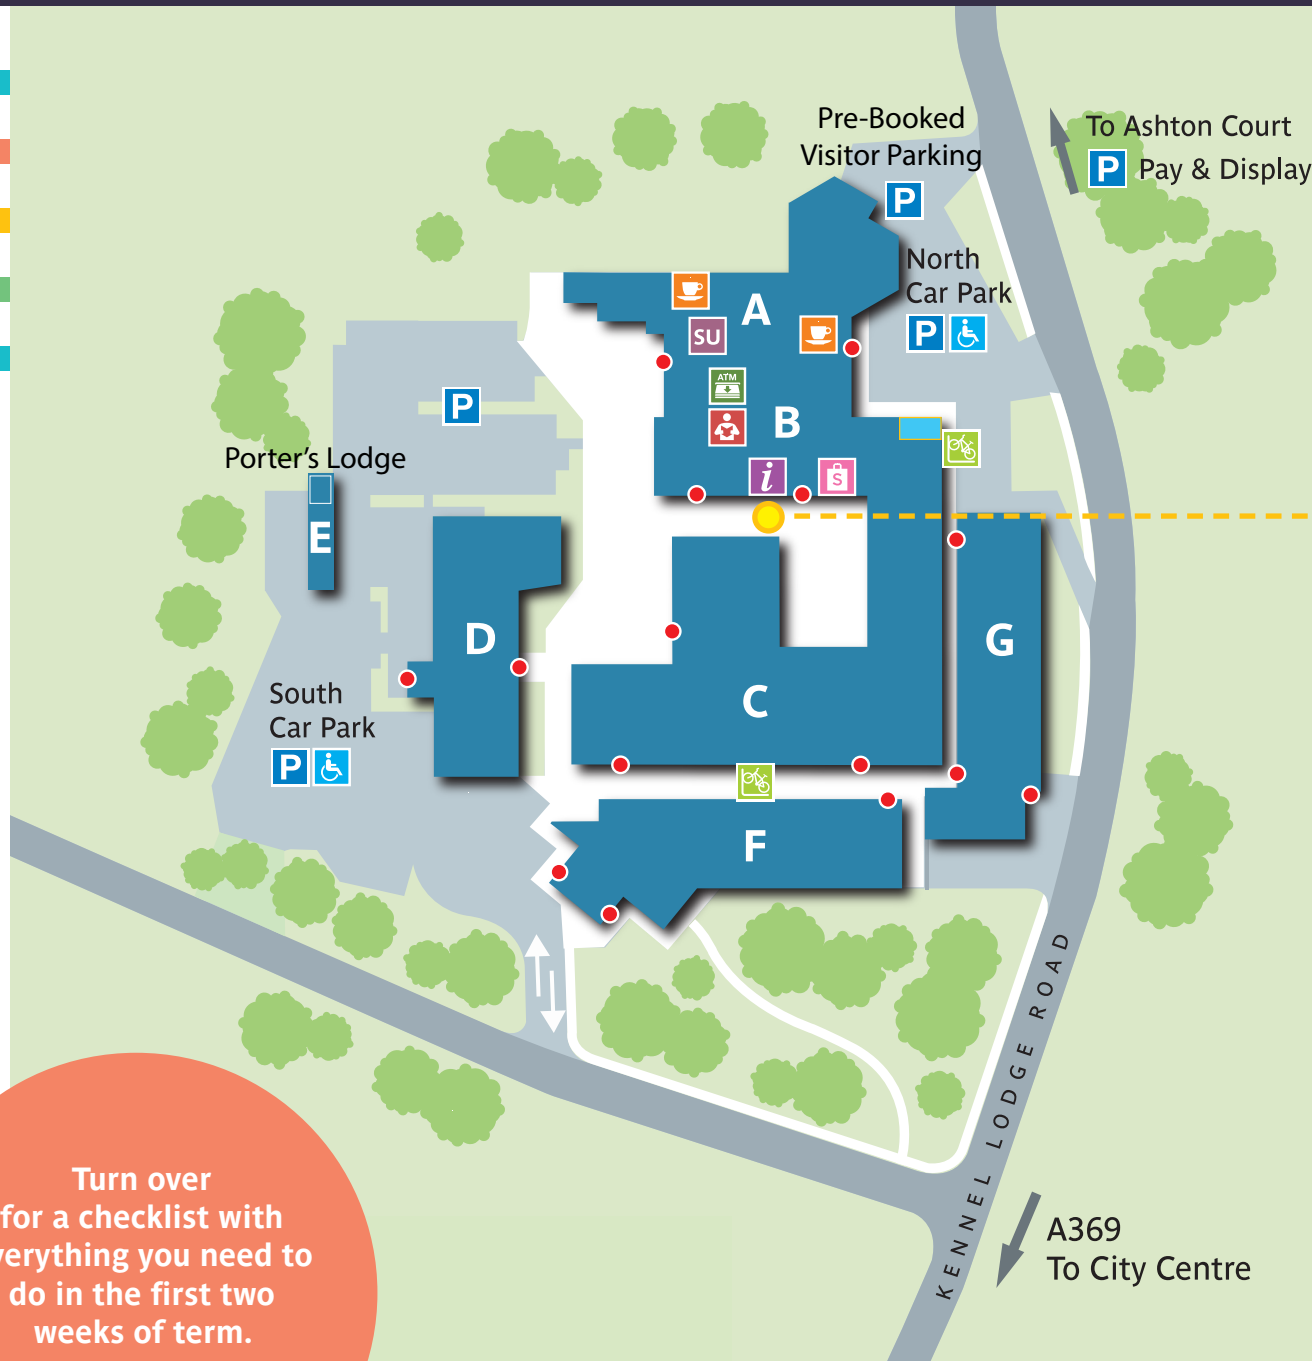 Pre-Booked
Visitor Parking
P
To Ashton Court
P Pay & Display
North
Car Park
P
A
SU
ATM
B
i
S
P
Porter's Lodge
E
D
G
C
South
Car Park
P
F
KENNEL LODGE ROAD
A369
To City Centre
Turn over
for a checklist with
verything you need to
do in the first two
weeks of term.